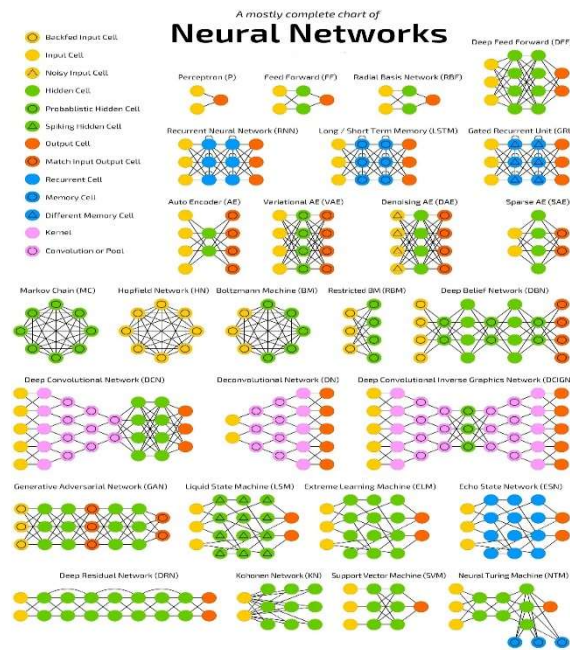 A mostly complete chart of
Neural Networks
Backfed Input Cell
Input Cell
Noisy Input Cell
Hidden Cell
Probablistic Hidden Cell
Spiking Hidden Cell
Output Cell
Match Input Output Cell
Recurrent Cell
Memory Cell
Different Memory Cell
Kernel
Convolution or Pool
Deep Feed Forward (DFF
Perceptron (P)
Feed Forward (FF)
Radial Basis Network (RBF)
Recurrent Neural Network (RNN)
Long / Short Term Memory (LSTM)
Gated Recurrent Unit (GRU
Auto Encoder (AE)
Variational AE (VAE)
Denoising AE (DAE)
Sparse AE (SAE)
Markov Chain (MC)
Hopfield Network (HN)
Boltzmann Machine (BM)
Restricted BM (RBM)
Deep Belief Network (DBN)
Deep Convolutional Network (DCN)
Deconvolutional Network (DN)
Deep Convolutional Inverse Graphics Network (DCIGN
Generative Adversarial Network (GAN)
Liquid State Machine (LSM)
Extreme Learning Machine (ELM)
Echo State Network (ESN)
Deep Residual Network (DRN)
Kohonen Network (KN)
Support Vector Machine (SVM)
Neural Turing Machine (NTM)